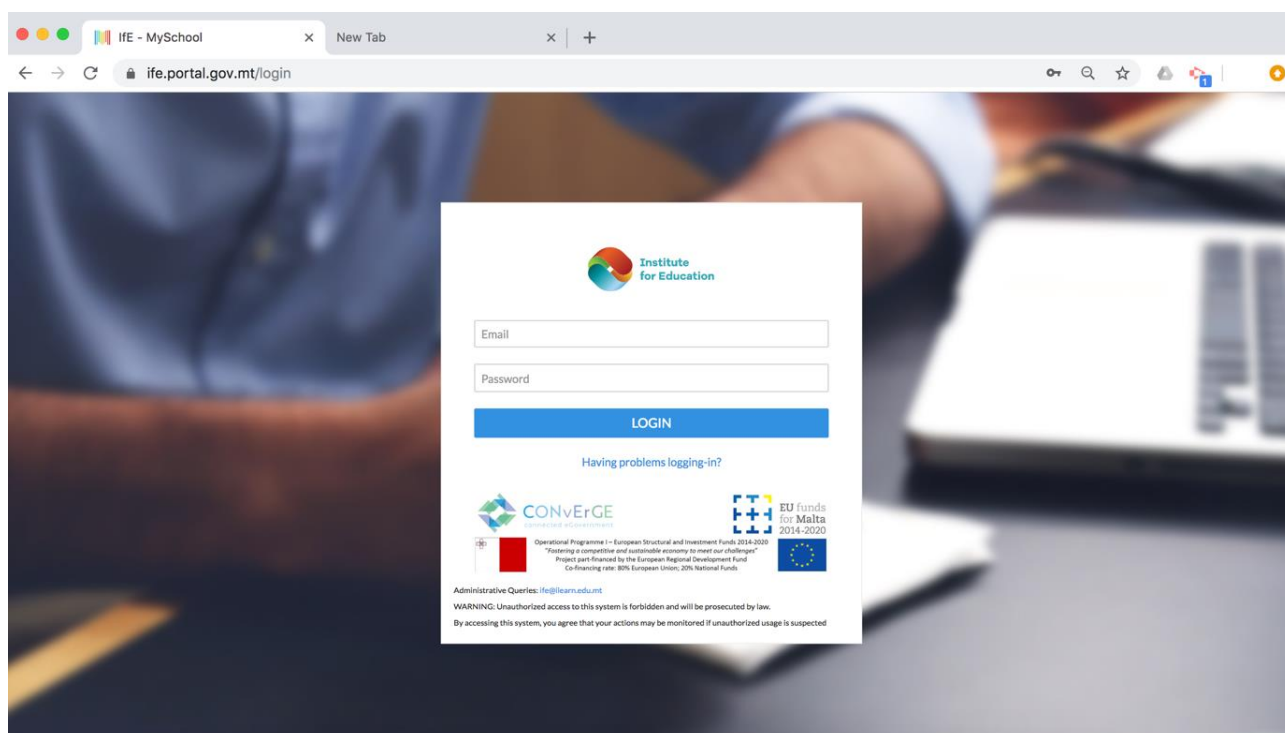 IfE - MySchool
New Tab
ife.portal.gov.mt/login
1
Institute
for Education
Email
Password
LOGIN
Having problems logging-in?
CONvErGE
connected eGovernment
EU funds
for Malta
2014-2020
Operational Programme I – European Structural and Investment Funds 2014-2020
"Fostering a competitive and sustainable economy to meet our challenges"
Project part-financed by the European Regional Development Fund
Co-financing rate: 80% European Union; 20% National Funds
Administrative Queries: ife@ilearn.edu.mt
WARNING: Unauthorized access to this system is forbidden and will be prosecuted by law.
By accessing this system, you agree that your actions may be monitored if unauthorized usage is suspected